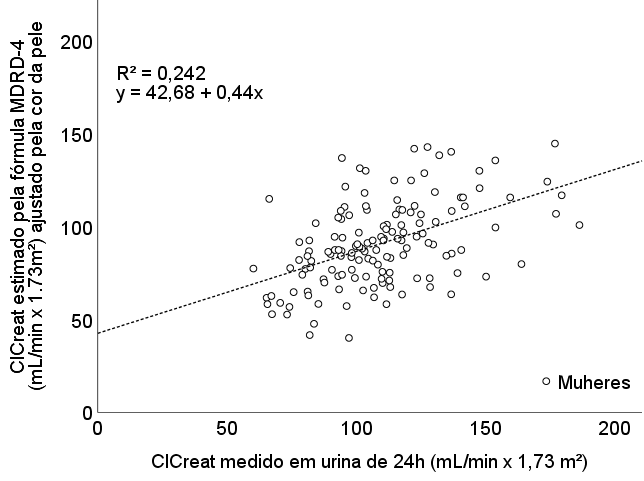 ClCreat estimado pela fórmula MDRD-4
(mL/min x 1.73m²) ajustado pela cor da pele
200
150
100
50
0
R² = 0,242
y = 42,68 + 0,44x
Muheres
0
50
100
150
200
ClCreat medido em urina de 24h (mL/min x 1,73 m²)